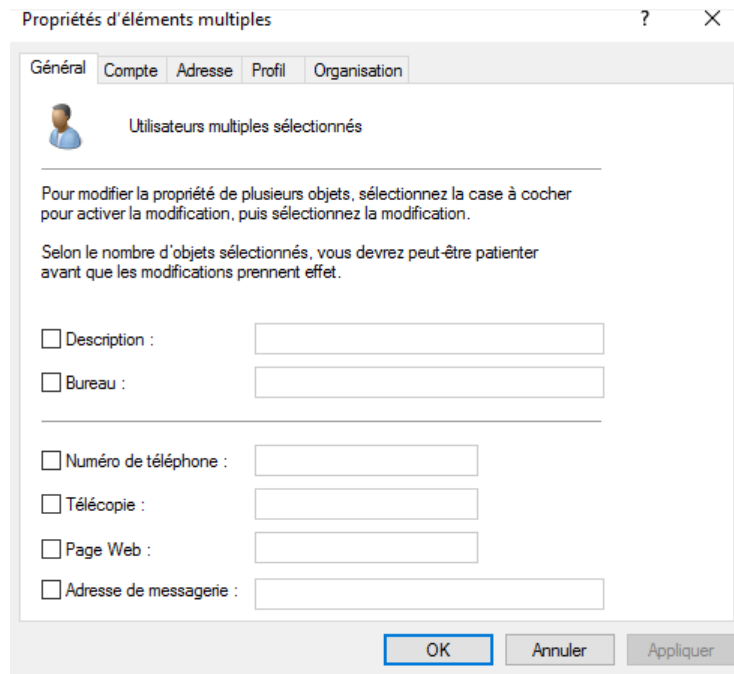 Propriétés d'éléments multiples ?
Général Compte Adresse Profil Organisation
Utilisateurs multiples sélectionnés
Pour modifier la propriété de plusieurs objets, sélectionnez la case à cocher
pour activer la modification, puis sélectionnez la modification.
Selon le nombre d'objets sélectionnés, vous devrez peut-être patienter
avant que les modifications prennent effet.
Description :
Bureau :
Numéro de téléphone :
Télécopie :
Page Web :
Adresse de messagerie :
OK Annuler Appliquer